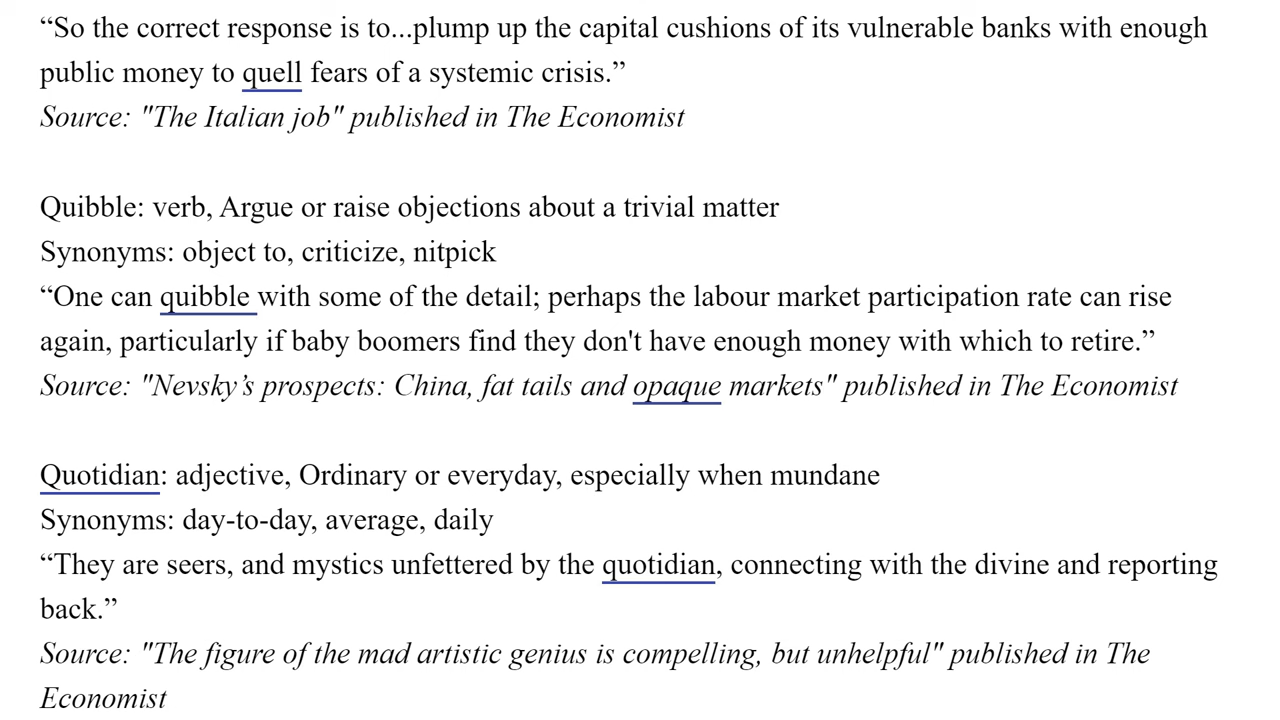 “So the correct response is to...plump up the capital cushions of its vulnerable banks with enough
public money to quell fears of a systemic crisis.”
Source: "The Italian job" published in The Economist
Quibble: verb, Argue or raise objections about a trivial matter
Synonyms: object to, criticize, nitpick
“One can quibble with some of the detail; perhaps the labour market participation rate can rise
again, particularly if baby boomers find they don't have enough money with which to retire.”
Source: "Nevsky’s prospects: China, fat tails and opaque markets" published in The Economist
Quotidian: adjective, Ordinary or everyday, especially when mundane
Synonyms: day-to-day, average, daily
“They are seers, and mystics unfettered by the quotidian, connecting with the divine and reporting
back.”
Source: "The figure of the mad artistic genius is compelling, but unhelpful" published in The
Economist